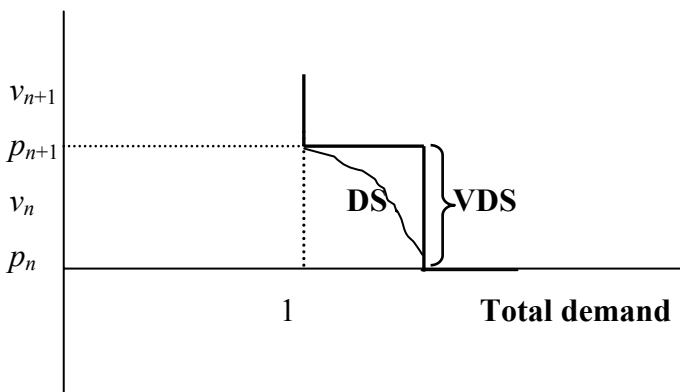 v_{n+1}
p_{n+1}
v_n DS VDS
p_n
1 Total demand